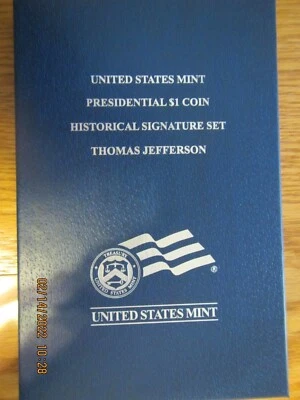 UNITED STATES MINT
PRESIDENTIAL $1 COIN
HISTORICAL SIGNATURE SET
THOMAS JEFFERSON
TREASURY
®
UNITED STATES MINT
02/14/2022 10:28